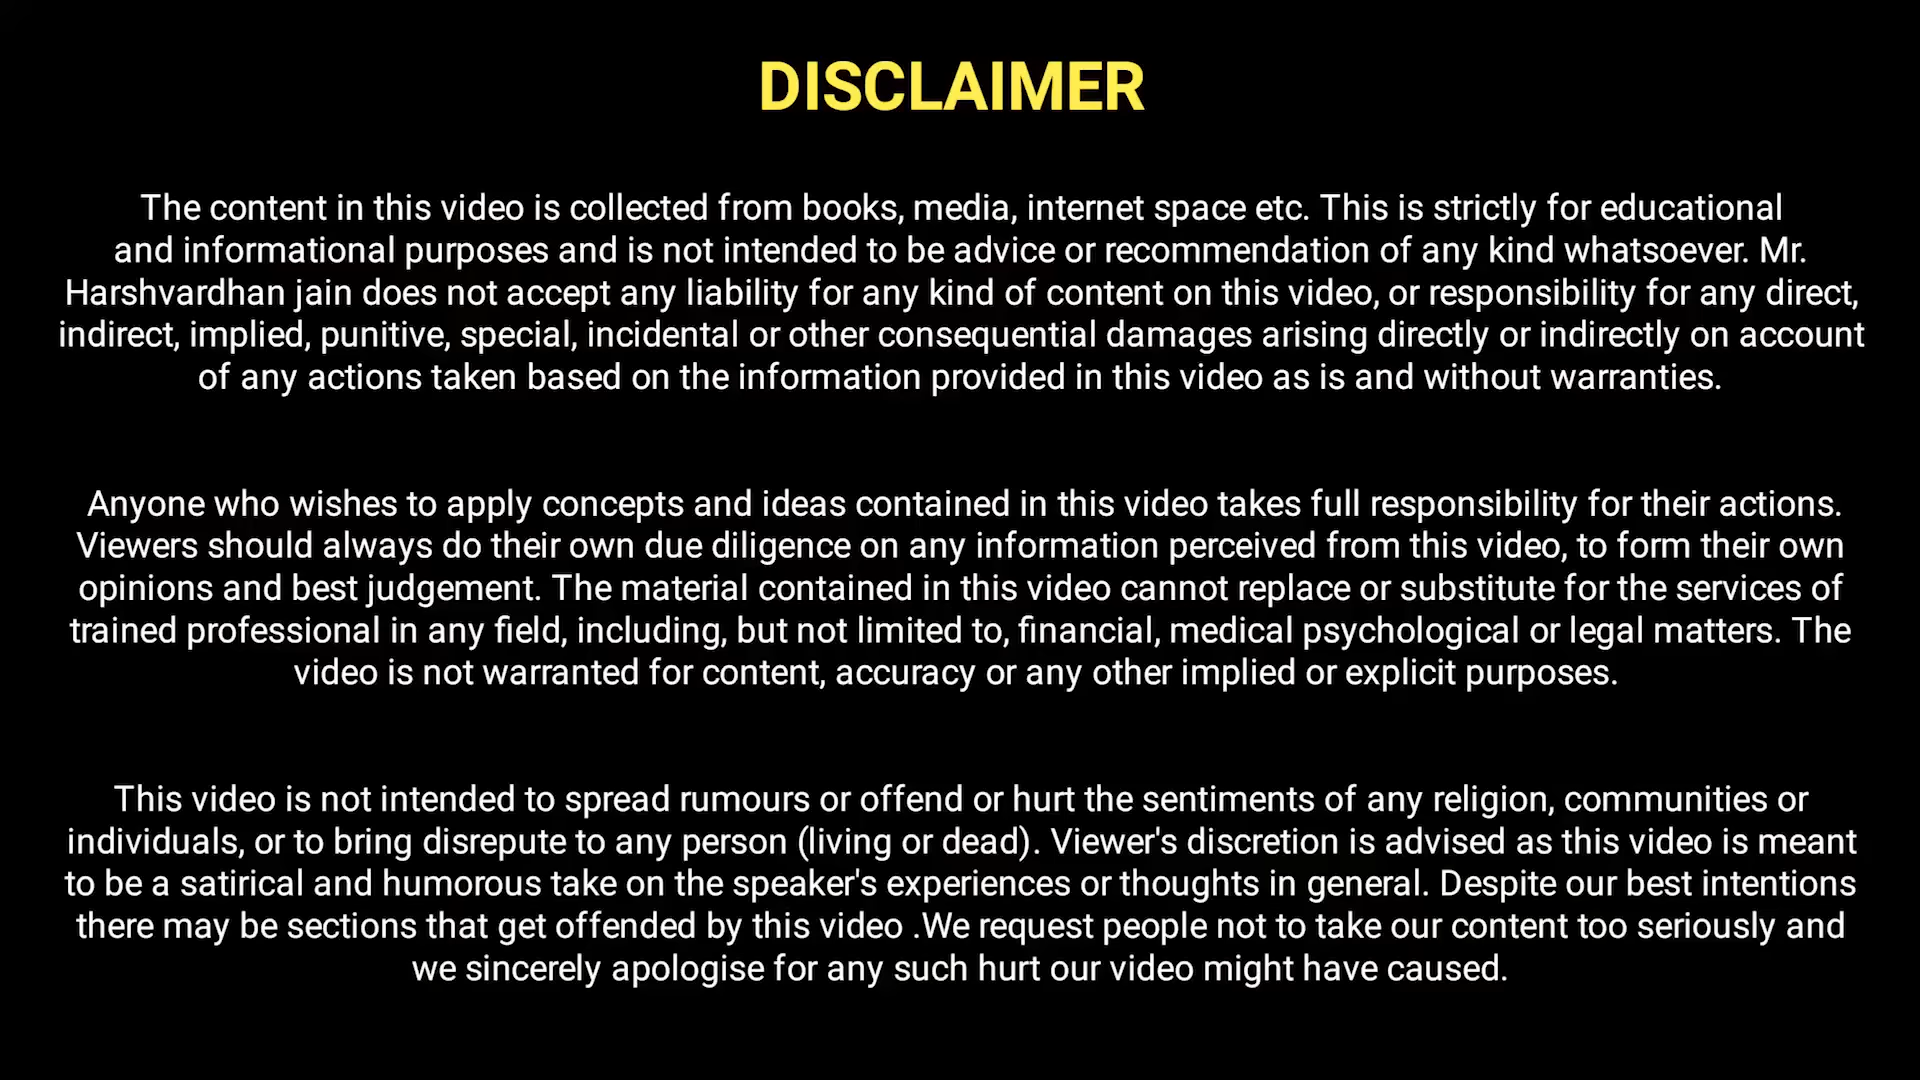 DISCLAIMER
The content in this video is collected from books, media, internet space etc. This is strictly for educational
and informational purposes and is not intended to be advice or recommendation of any kind whatsoever. Mr.
Harshvardhan jain does not accept any liability for any kind of content on this video, or responsibility for any direct,
indirect, implied, punitive, special, incidental or other consequential damages arising directly or indirectly on account
of any actions taken based on the information provided in this video as is and without warranties.
Anyone who wishes to apply concepts and ideas contained in this video takes full responsibility for their actions.
Viewers should always do their own due diligence on any information perceived from this video, to form their own
opinions and best judgement. The material contained in this video cannot replace or substitute for the services of
trained professional in any field, including, but not limited to, financial, medical psychological or legal matters. The
video is not warranted for content, accuracy or any other implied or explicit purposes.
This video is not intended to spread rumours or offend or hurt the sentiments of any religion, communities or
individuals, or to bring disrepute to any person (living or dead). Viewer's discretion is advised as this video is meant
to be a satirical and humorous take on the speaker's experiences or thoughts in general. Despite our best intentions
there may be sections that get offended by this video .We request people not to take our content too seriously and
we sincerely apologise for any such hurt our video might have caused.